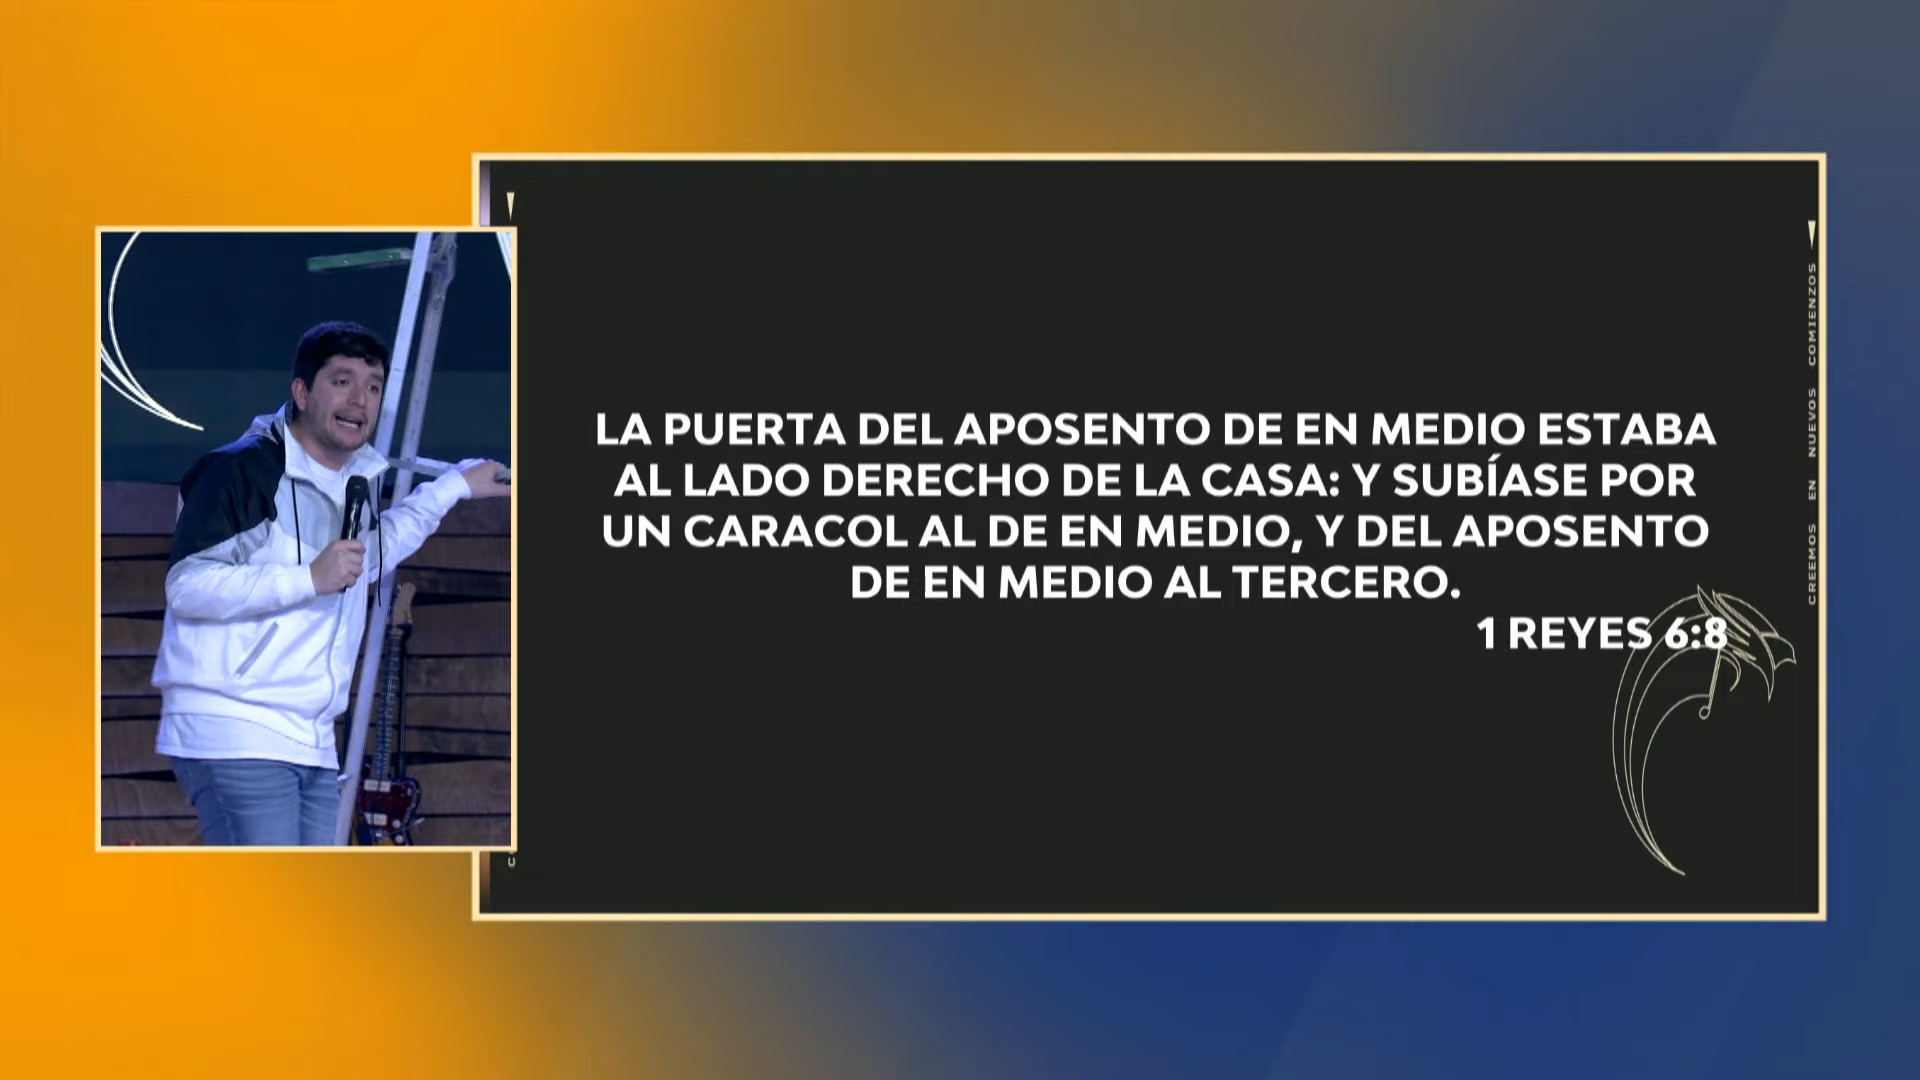 LA PUERTA DEL APOSENTO DE EN MEDIO ESTABA
AL LADO DERECHO DE LA CASA: Y SUBÍASE POR
UN CARACOL AL DE EN MEDIO, Y DEL APOSENTO
DE EN MEDIO AL TERCERO.
1 REYES 6:8
CREEMOS EN NUEVOS COMIENZOS